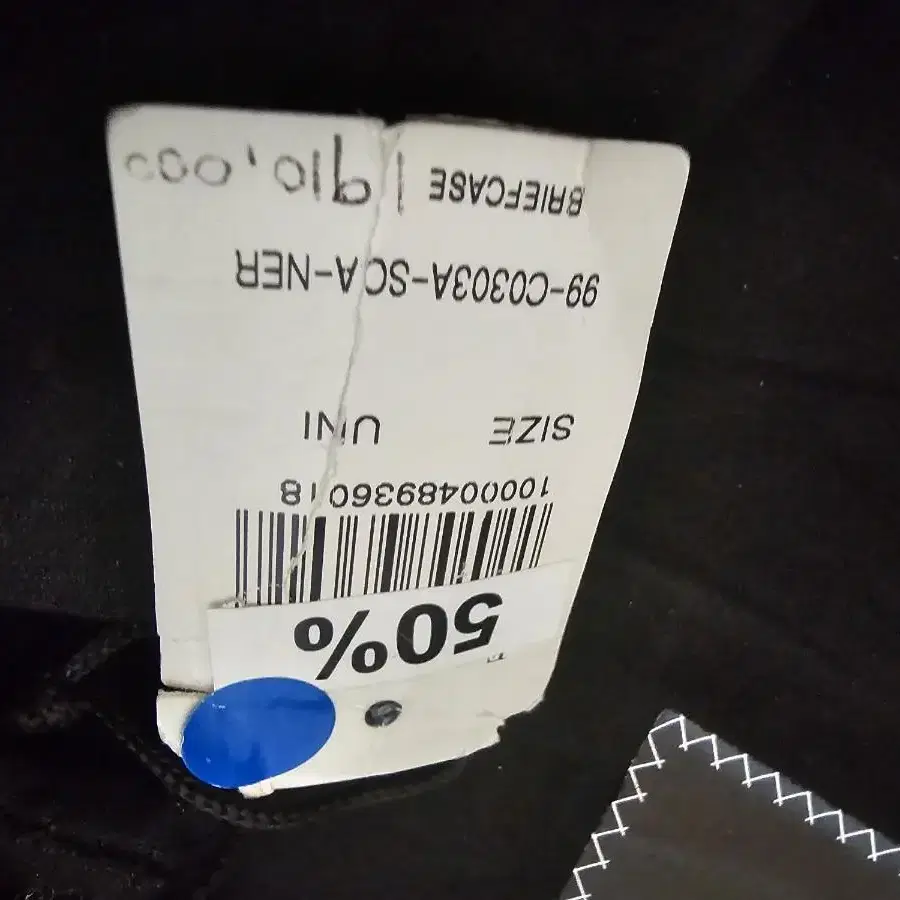 50%
1000048936018
SIZE UNI
99-C0303A-SCA-NER
BRIEFCASE | 910,000